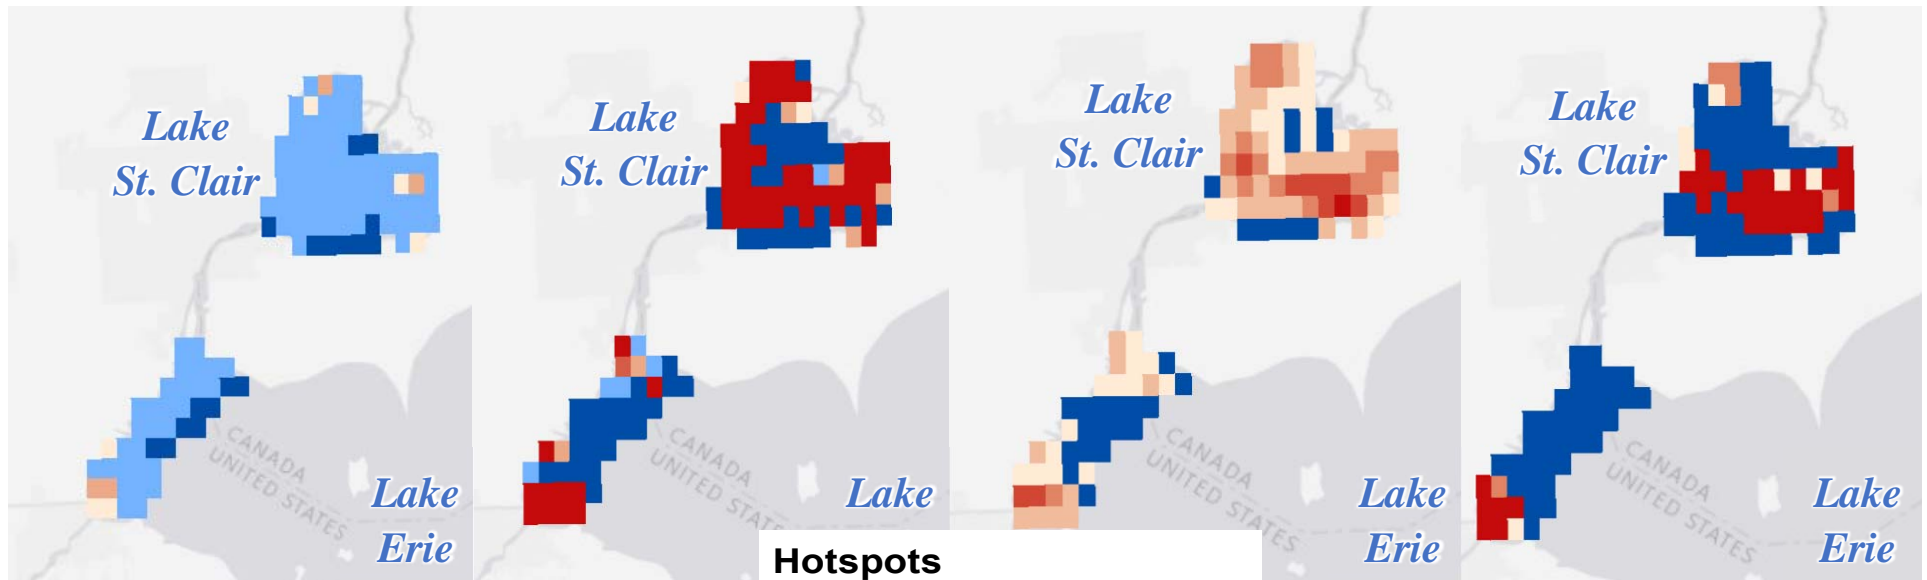 Lake
St. Clair
CANADA
UNITED STATES
Lake
Erie
Lake
St. Clair
CANADA
UNITED STATES
Lake
Lake
St. Clair
CANADA
UNITED STATES
Lake
Erie
Lake
St. Clair
CANADA
UNITED STATES
Lake
Erie
Hotspots